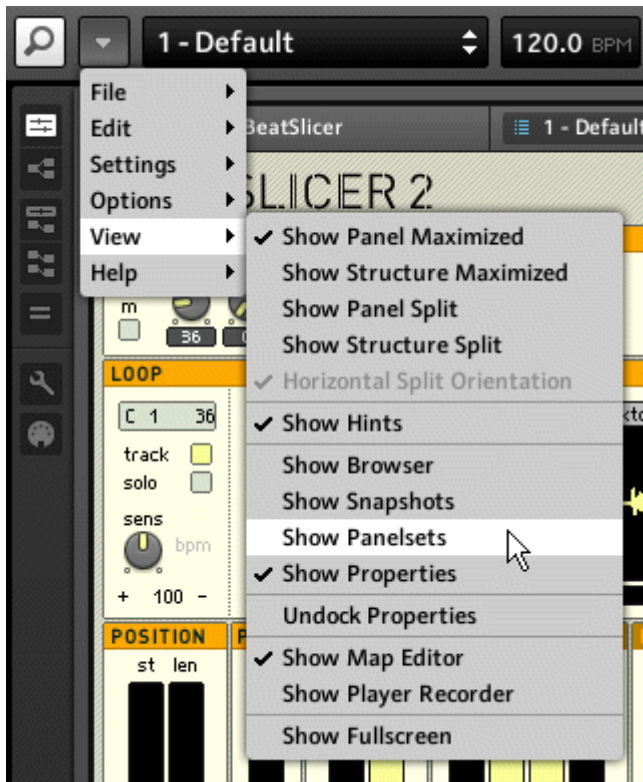 1 - Default
120.0 BPM
File
Edit
Settings
Options
View
Help
BeatSlicer
1 - Default
SLICER 2
Show Panel Maximized
Show Structure Maximized
Show Panel Split
Show Structure Split
Horizontal Split Orientation
Show Hints
Show Browser
Show Snapshots
Show Panelsets
Show Properties
Undock Properties
Show Map Editor
Show Player Recorder
Show Fullscreen
m
36
LOOP
C 1 36
track
solo
sens
bpm
+ 100 -
POSITION
st len